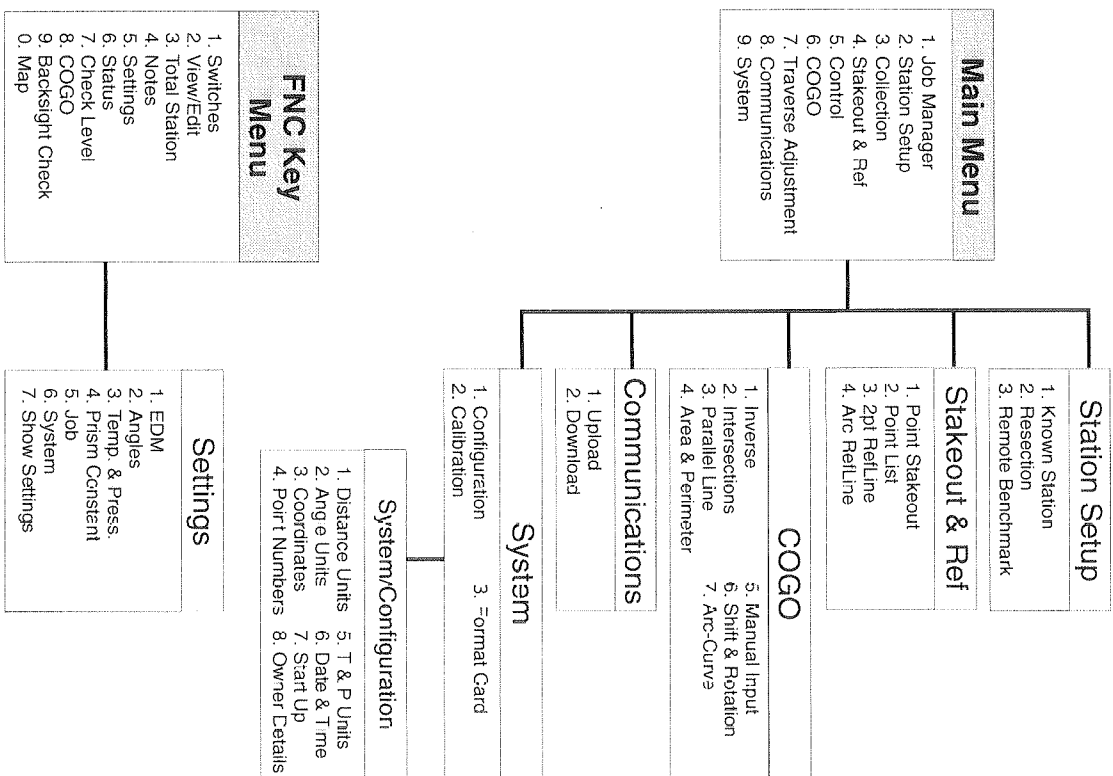 Main Menu
1. Job Manager
2. Station Setup
3. Collection
4. Stakeout & Ref
5. Control
6. COGO
7. Traverse Adjustment
8. Communications
9. System
Station Setup
1. Known Station
2. Resection
3. Remote Benchmark
Stakeout & Ref
1. Point Stakeout
2. Point List
3. 2pt RefLine
4. Arc RefLine
COGO
1. Inverse
2. Intersections
3. Parallel Line
4. Area & Perimeter
5. Manual Input
6. Shift & Rotation
7. Arc-Curve
Communications
1. Upload
2. Download
System
1. Configuration
2. Calibration
3. Format Card
System/Configuration
1. Distance Units
2. Angle Units
3. Coordinates
4. Point Numbers
5. T & P Units
6. Date & Time
7. Start Up
8. Owner Details
FNC Key
Menu
1. Switches
2. View/Edit
3. Total Station
4. Notes
5. Settings
6. Status
7. Check Level
8. COGO
9. Backsight Check
0. Map
Settings
1. EDM
2. Angles
3. Temp. & Press.
4. Prism Constant
5. Job
6. System
7. Show Settings